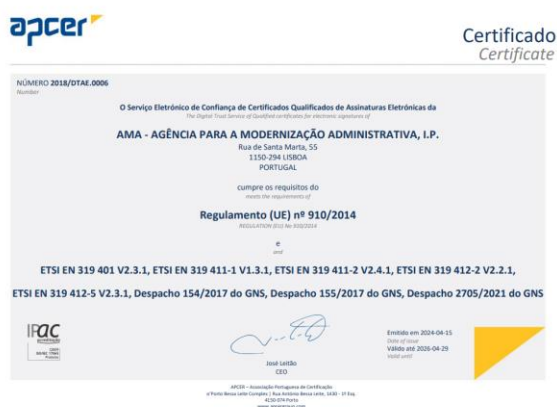 apcer
Certificado
Certificate
NÚMERO 2018/DTAE.0006
Number
O Serviço Eletrónico de Confiança de Certificados Qualificados de Assinaturas Eletrónicas da
The Digital Trust Service of Qualified certificates for electronic signatures of
AMA - AGÊNCIA PARA A MODERNIZAÇÃO ADMINISTRATIVA, I.P.
Rua de Santa Marta, 55
1150-294 LISBOA
PORTUGAL
cumpre os requisitos do
meets the requirements of
Regulamento (UE) nº 910/2014
REGULATION (EU) No 910/2014
e
and
ETSI EN 319 401 V2.3.1, ETSI EN 319 411-1 V1.3.1, ETSI EN 319 411-2 V2.4.1, ETSI EN 319 412-2 V2.2.1,
ETSI EN 319 412-5 V2.3.1, Despacho 154/2017 do GNS, Despacho 155/2017 do GNS, Despacho 2705/2021 do GNS
IPAC
acreditação
Emitido em 2024-04-15
Date of issue
Válido até 2026-04-29
Valid until
José Leitão
CEO
APCER – Associação Portuguesa de Certificação